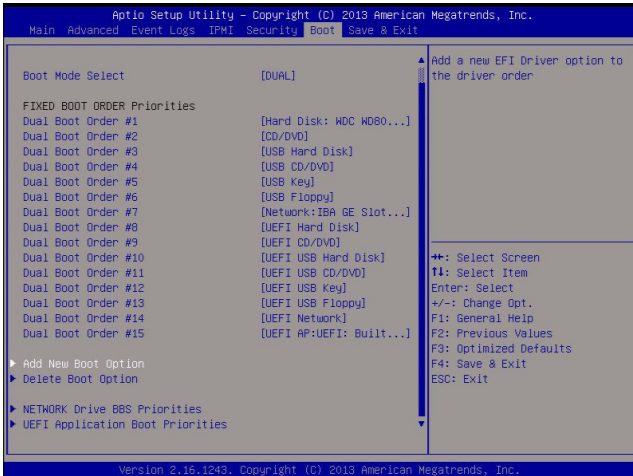 Aptio Setup Utility – Copyright (C) 2013 American Megatrends, Inc.
Main Advanced Event Logs IPMI Security Boot Save & Exit
Boot Mode Select [DUAL]
FIXED BOOT ORDER Priorities
Dual Boot Order #1 [Hard Disk: WDC WD80...]
Dual Boot Order #2 [CD/DVD]
Dual Boot Order #3 [USB Hard Disk]
Dual Boot Order #4 [USB CD/DVD]
Dual Boot Order #5 [USB Key]
Dual Boot Order #6 [USB Floppy]
Dual Boot Order #7 [Network:IBA GE Slot...]
Dual Boot Order #8 [UEFI Hard Disk]
Dual Boot Order #9 [UEFI CD/DVD]
Dual Boot Order #10 [UEFI USB Hard Disk]
Dual Boot Order #11 [UEFI USB CD/DVD]
Dual Boot Order #12 [UEFI USB Key]
Dual Boot Order #13 [UEFI USB Floppy]
Dual Boot Order #14 [UEFI Network]
Dual Boot Order #15 [UEFI AP:UEFI: Built...]
Add New Boot Option
Delete Boot Option
NETWORK Drive BBS Priorities
UEFI Application Boot Priorities
Add a new EFI Driver option to
the driver order
→←: Select Screen
↑↓: Select Item
Enter: Select
+/-: Change Opt.
F1: General Help
F2: Previous Values
F3: Optimized Defaults
F4: Save & Exit
ESC: Exit
Version 2.16.1243. Copyright (C) 2013 American Megatrends, Inc.